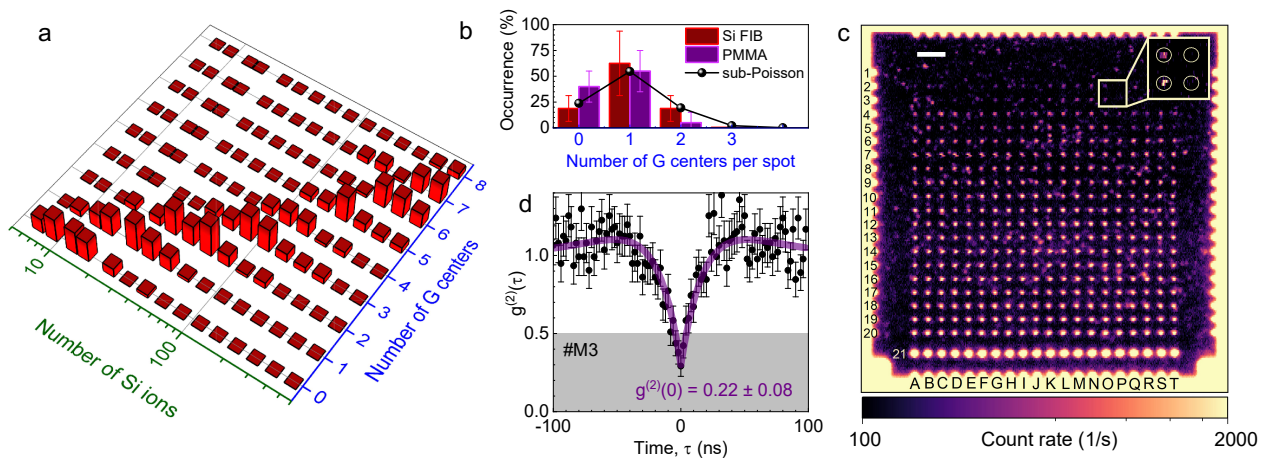 a
10
100
Number of Si ions
0
1
2
3
4
5
6
7
8
Number of G centers
b
100
75
50
25
0
Occurrence (%)
Si FIB
PMMA
sub-Poisson
0 1 2 3
Number of G centers per spot
d
1.0
0.5
0.0
g(2)(τ)
#M3
g(2)(0) = 0.22 ± 0.08
-100 0 100
Time, τ (ns)
c
1
2
3
4
5
6
7
8
9
10
11
12
13
14
15
16
17
18
19
20
21
A B C D E F G H I J K L M N O P Q R S T
100 2000
Count rate (1/s)